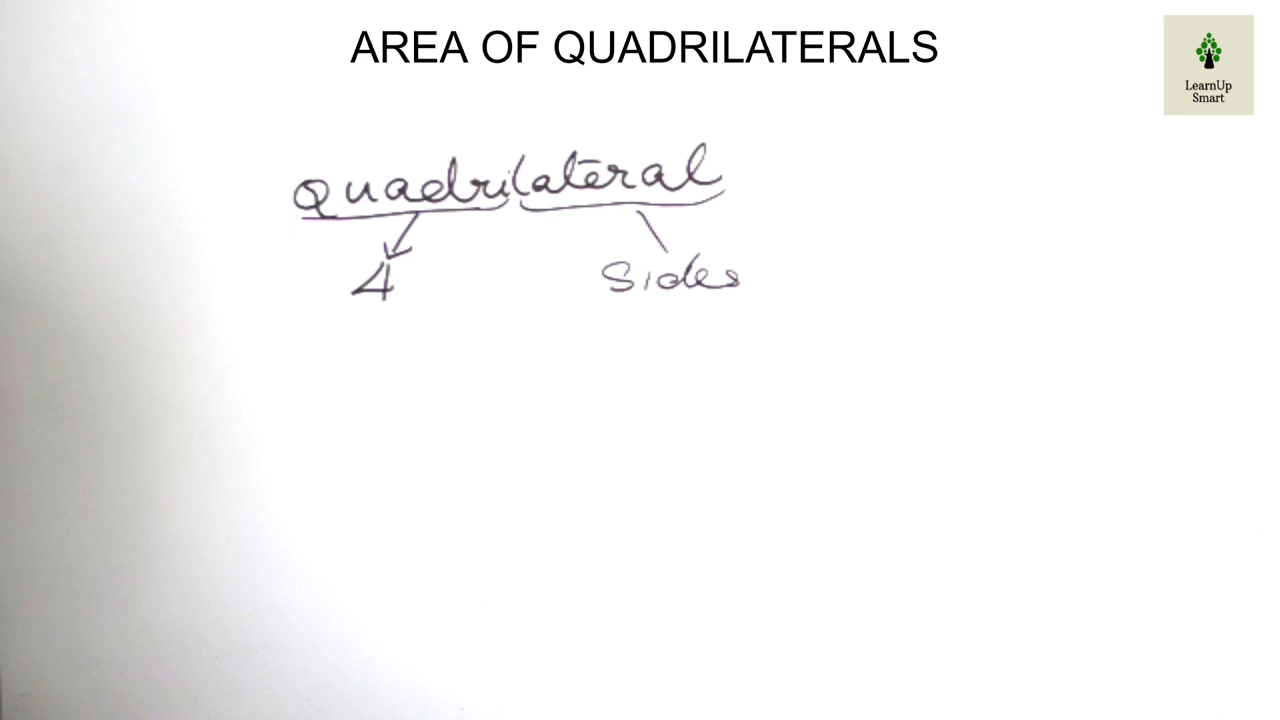 AREA OF QUADRILATERALS
LearnUp
Smart
Quadrilateral
4 Sides